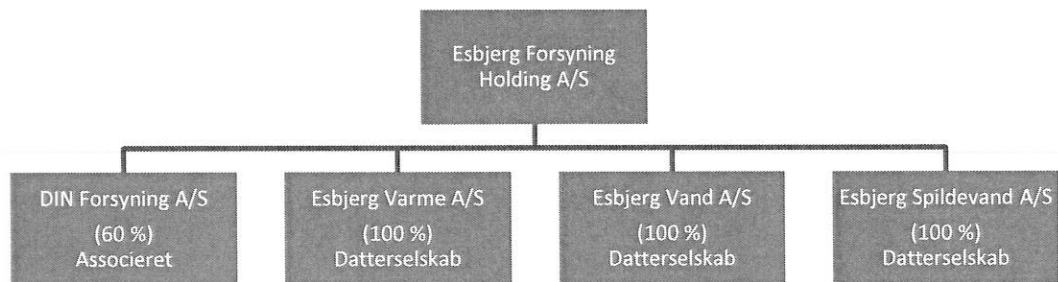 Esbjerg Forsyning
Holding A/S
DIN Forsyning A/S
(60 %)
Associeret
Esbjerg Varme A/S
(100 %)
Datterselskab
Esbjerg Vand A/S
(100 %)
Datterselskab
Esbjerg Spildevand A/S
(100 %)
Datterselskab